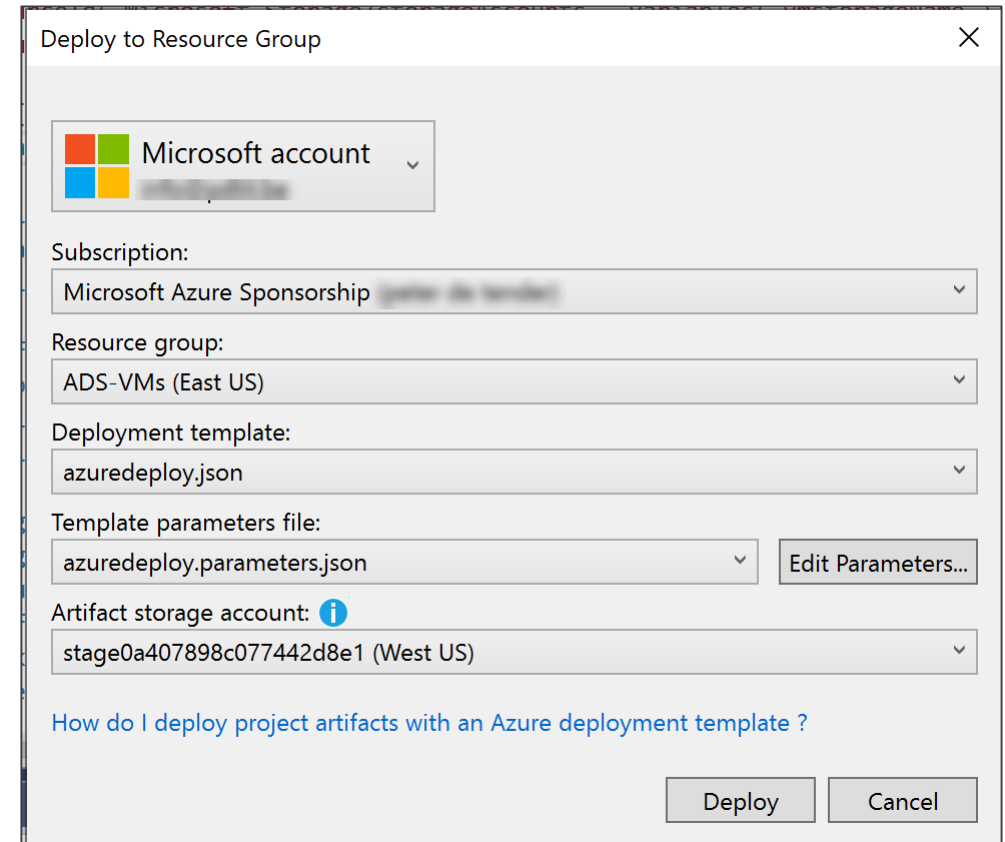 Deploy to Resource Group
Microsoft account
Subscription:
Microsoft Azure Sponsorship
Resource group:
ADS-VMs (East US)
Deployment template:
azuredeploy.json
Template parameters file:
azuredeploy.parameters.json
Edit Parameters...
Artifact storage account:
stage0a407898c077442d8e1 (West US)
How do I deploy project artifacts with an Azure deployment template ?
Deploy
Cancel